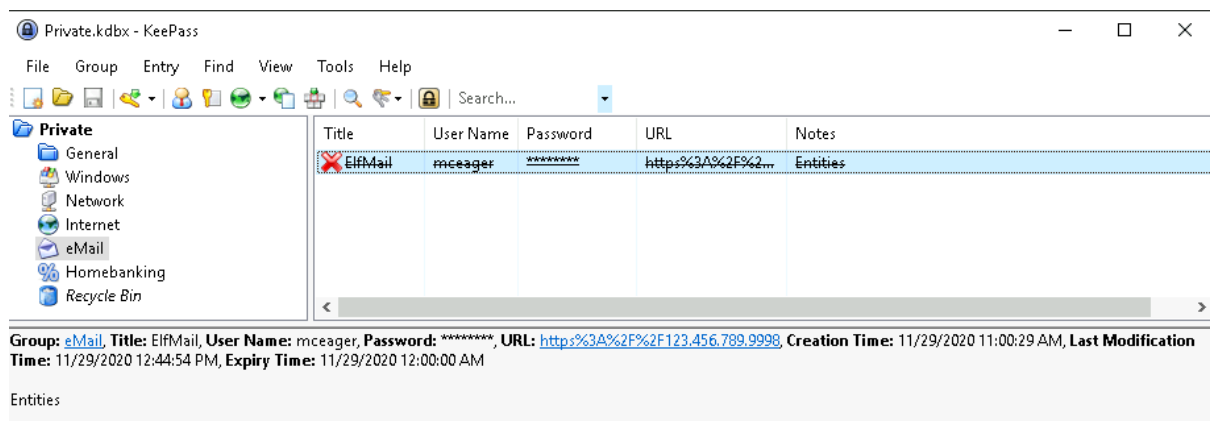 Private.kdbx - KeePass
File Group Entry Find View Tools Help
Search...
Private
General
Windows
Network
Internet
eMail
Homebanking
Recycle Bin
Title User Name Password URL Notes
ElfMail mceager ******** https%3A%2F%2... Entities
Group: eMail, Title: ElfMail, User Name: mceager, Password: ********, URL: https%3A%2F%2F123.456.789.9998, Creation Time: 11/29/2020 11:00:29 AM, Last Modification
Time: 11/29/2020 12:44:54 PM, Expiry Time: 11/29/2020 12:00:00 AM
Entities